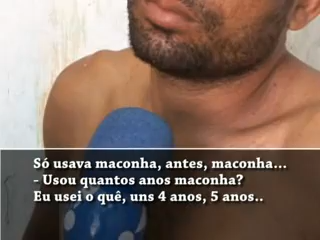 Só usava maconha, antes, maconha...
- Usou quantos anos maconha?
Eu usei o quê, uns 4 anos, 5 anos..